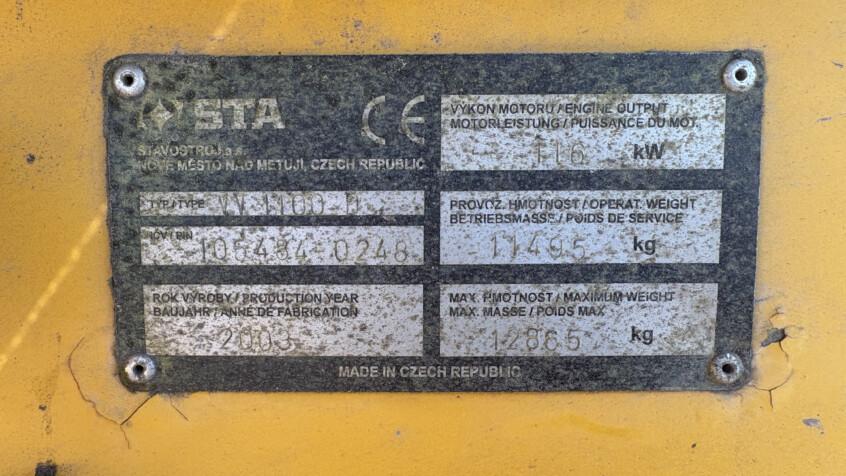 STA CE
STAVOSTROJ a.s.
NOVÉ MĚSTO NAD METUJÍ, CZECH REPUBLIC
TYP / TYPE VV 1100 D
IČV / PIN 105484-0248
ROK VÝROBY / PRODUCTION YEAR
BAUJAHR / ANNÉ DE FABRICATION
2003
VÝKON MOTORU / ENGINE OUTPUT
MOTORLEISTUNG / PUISSANCE DU MOT.
116 kW
PROVOZ. HMOTNOST / OPERAT. WEIGHT
BETRIEBSMASSE / POIDS DE SERVICE
11495 kg
MAX. HMOTNOST / MAXIMUM WEIGHT
MAX. MASSE / POIDS MAX
12865 kg
MADE IN CZECH REPUBLIC